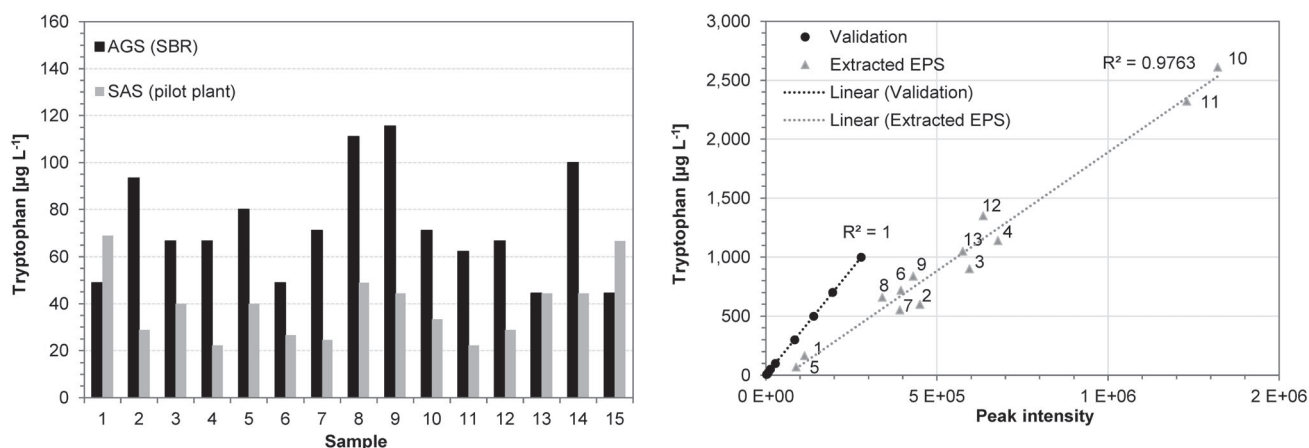 160
140
120
100
80
60
40
20
0
Tryptophan [µg L⁻¹]
AGS (SBR)
SAS (pilot plant)
1 2 3 4 5 6 7 8 9 10 11 12 13 14 15
Sample
3,000
2,500
2,000
1,500
1,000
500
0
Tryptophan [µg L⁻¹]
Validation
Extracted EPS
Linear (Validation)
Linear (Extracted EPS)
R² = 0.9763
10
11
12
13
4
R² = 1
3
9
6
8
2
7
1
5
0 E+00 5 E+05 1 E+06 2 E+06
Peak intensity